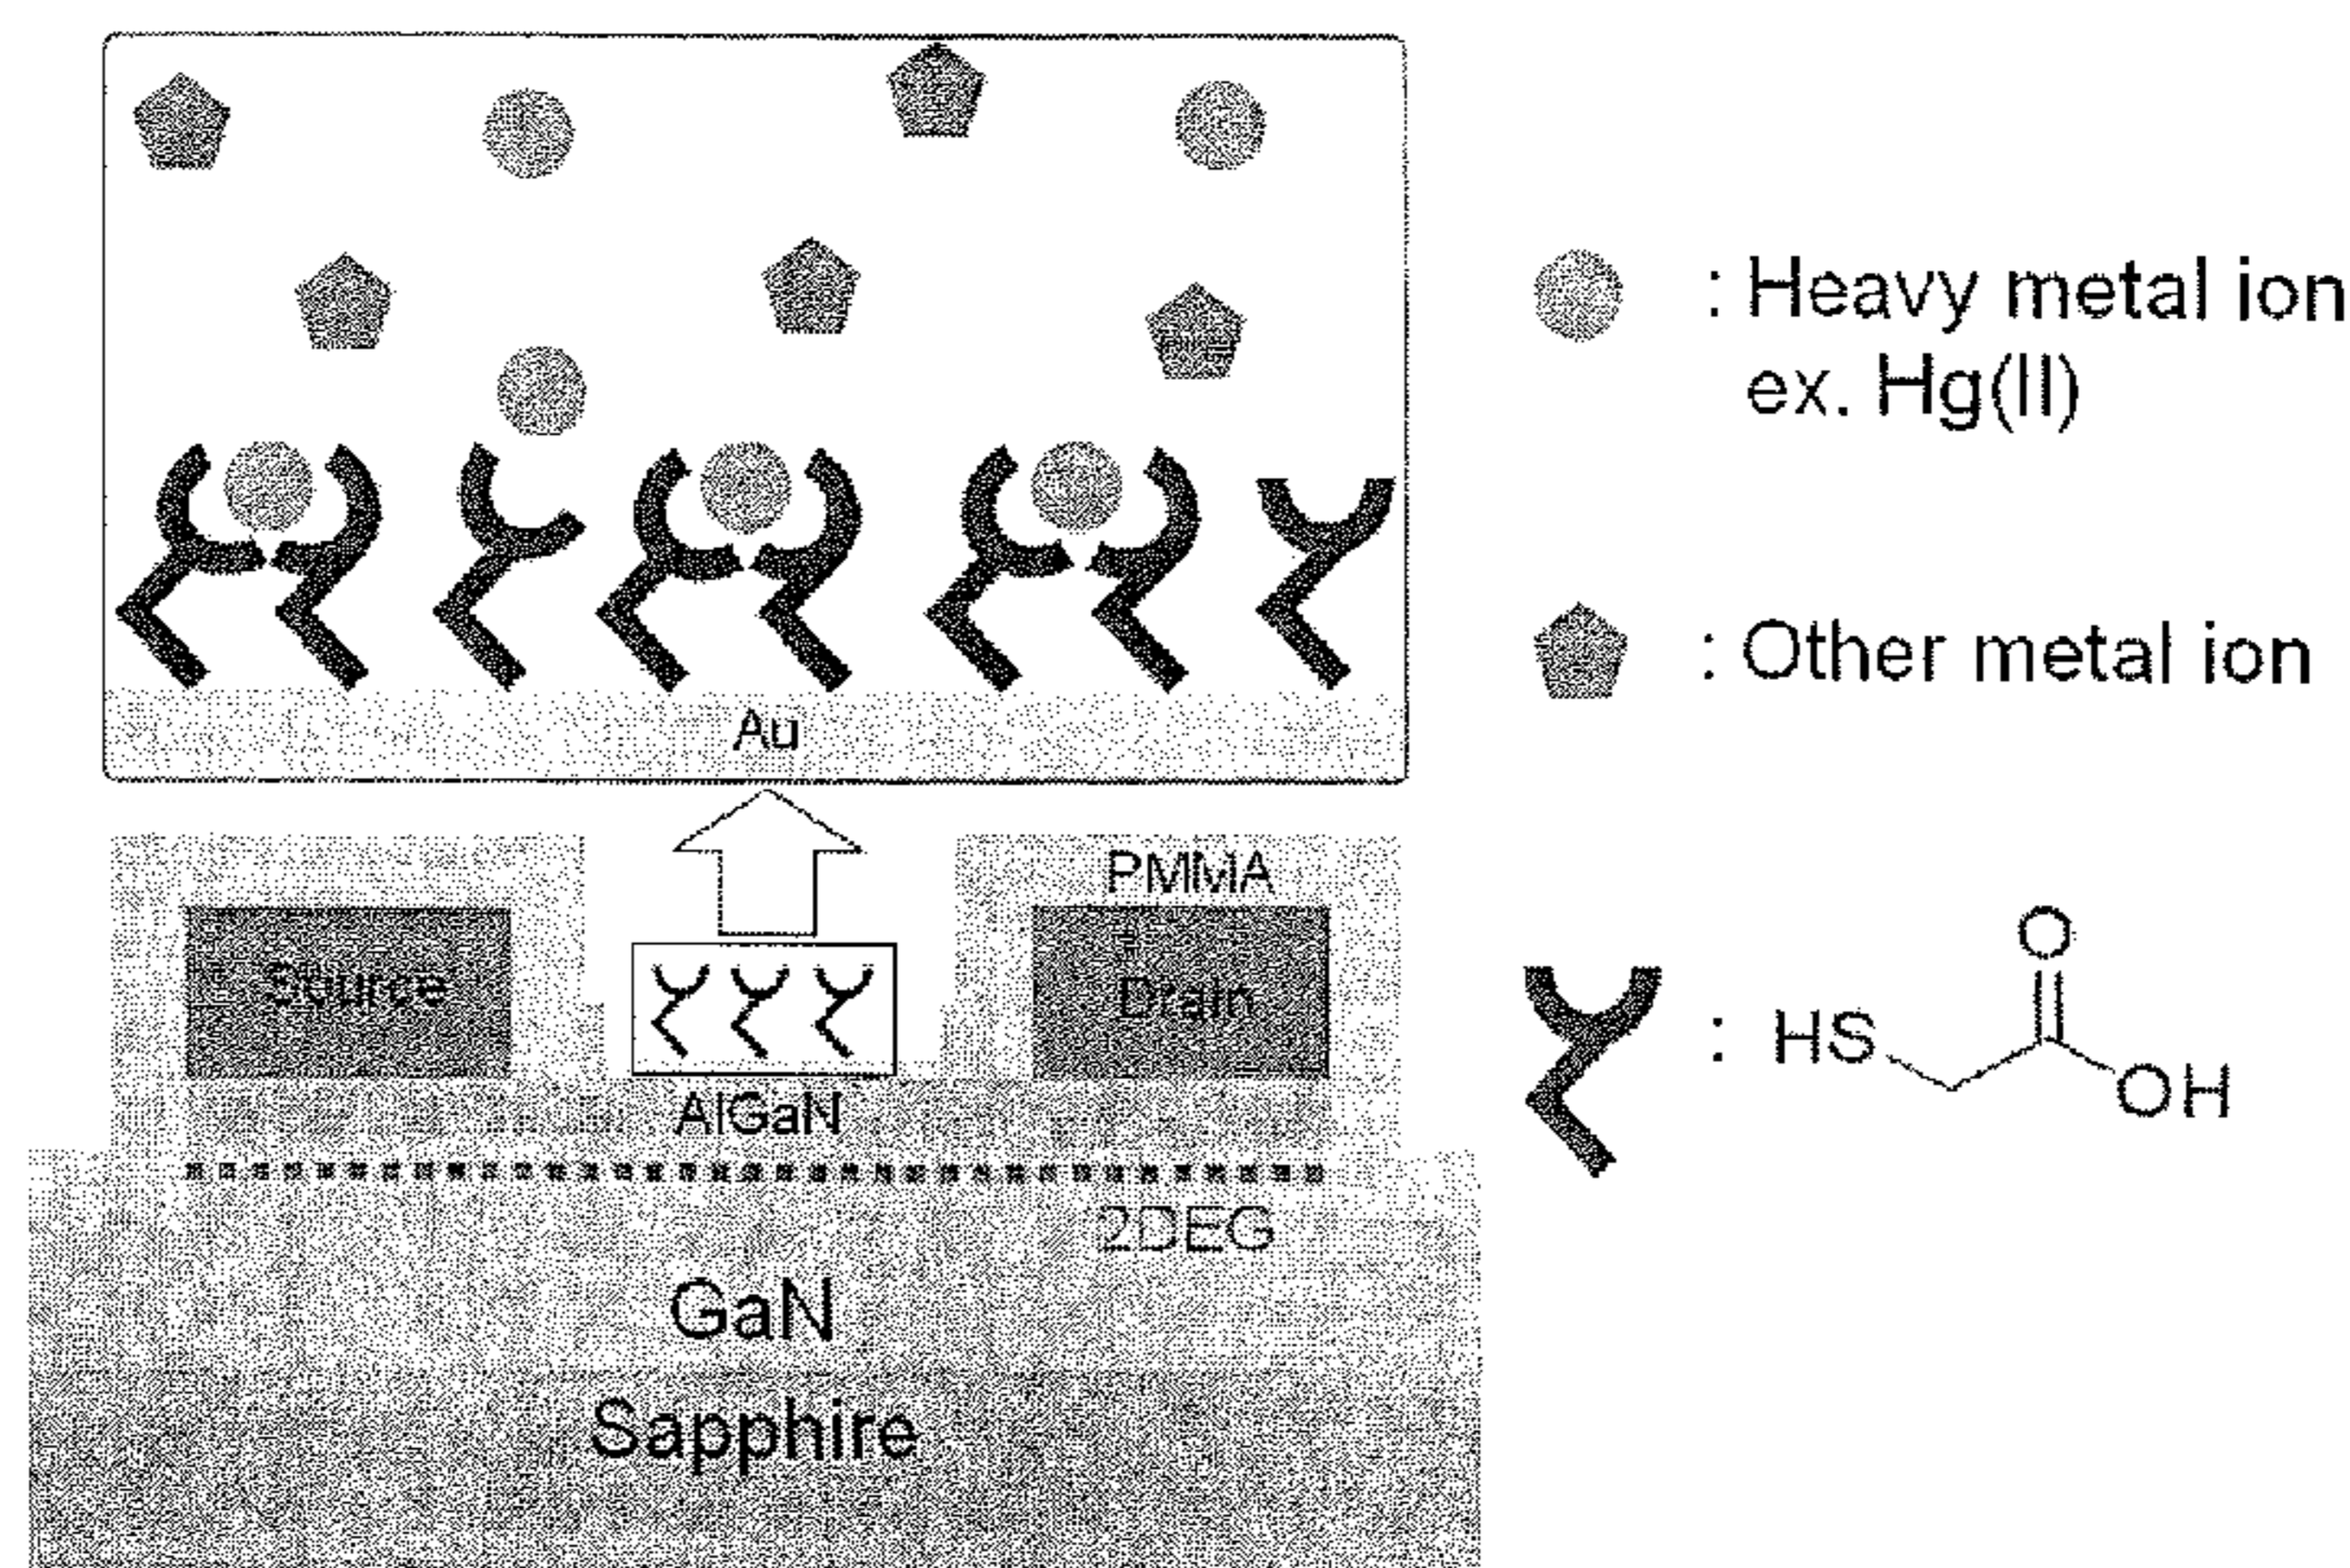 Au
: Heavy metal ion
ex. Hg(II)
: Other metal ion
: HS
O
OH
PMMA
Source
Drain
AlGaN
2DEG
GaN
Sapphire